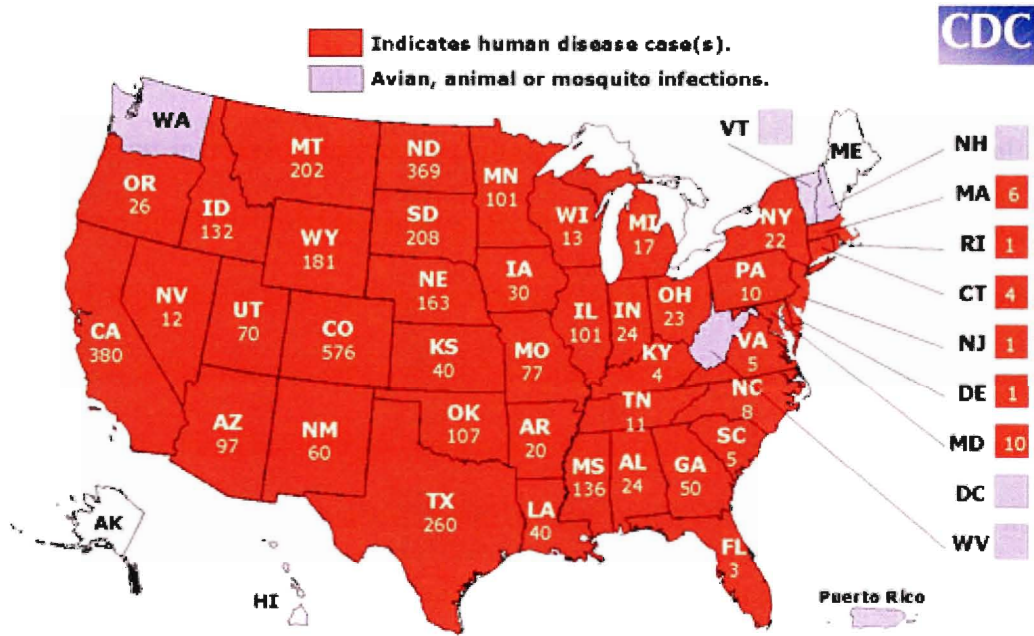 CDC
Indicates human disease case(s).
Avian, animal or mosquito infections.
WA
MT
202
ND
369
MN
101
VT
ME
NH
OR
26
ID
132
WY
181
SD
208
WI
13
MI
17
NY
22
MA 6
RI 1
CT 4
NJ 1
DE 1
MD 10
DC
WV
NV
12
UT
70
CO
576
NE
163
IA
30
IL
101
IN
24
OH
23
PA
10
CA
380
KS
40
MO
77
KY
4
VA
5
AZ
97
NM
60
OK
107
AR
20
TN
11
NC
8
SC
5
TX
260
LA
40
MS
136
AL
24
GA
50
FL
3
AK
HI
Puerto Rico